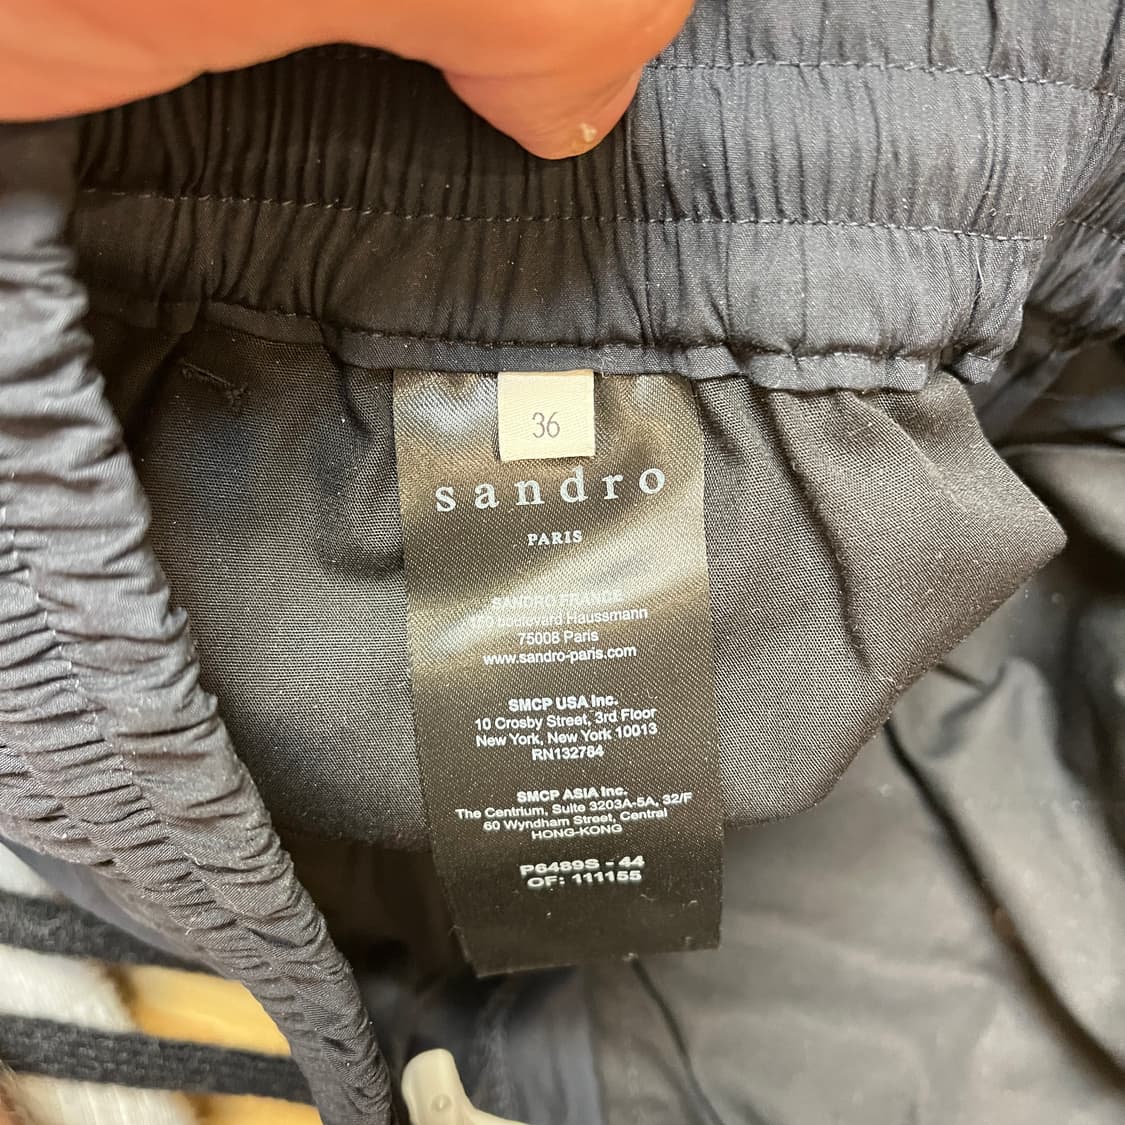 36
sandro
PARIS
SANDRO FRANCE
150 boulevard Haussmann
75008 Paris
www.sandro-paris.com
SMCP USA Inc.
10 Crosby Street, 3rd Floor
New York, New York 10013
RN132784
SMCP ASIA Inc.
The Centrium, Suite 3203A-5A, 32/F
60 Wyndham Street, Central
HONG-KONG
P6489S - 44
OF: 111155